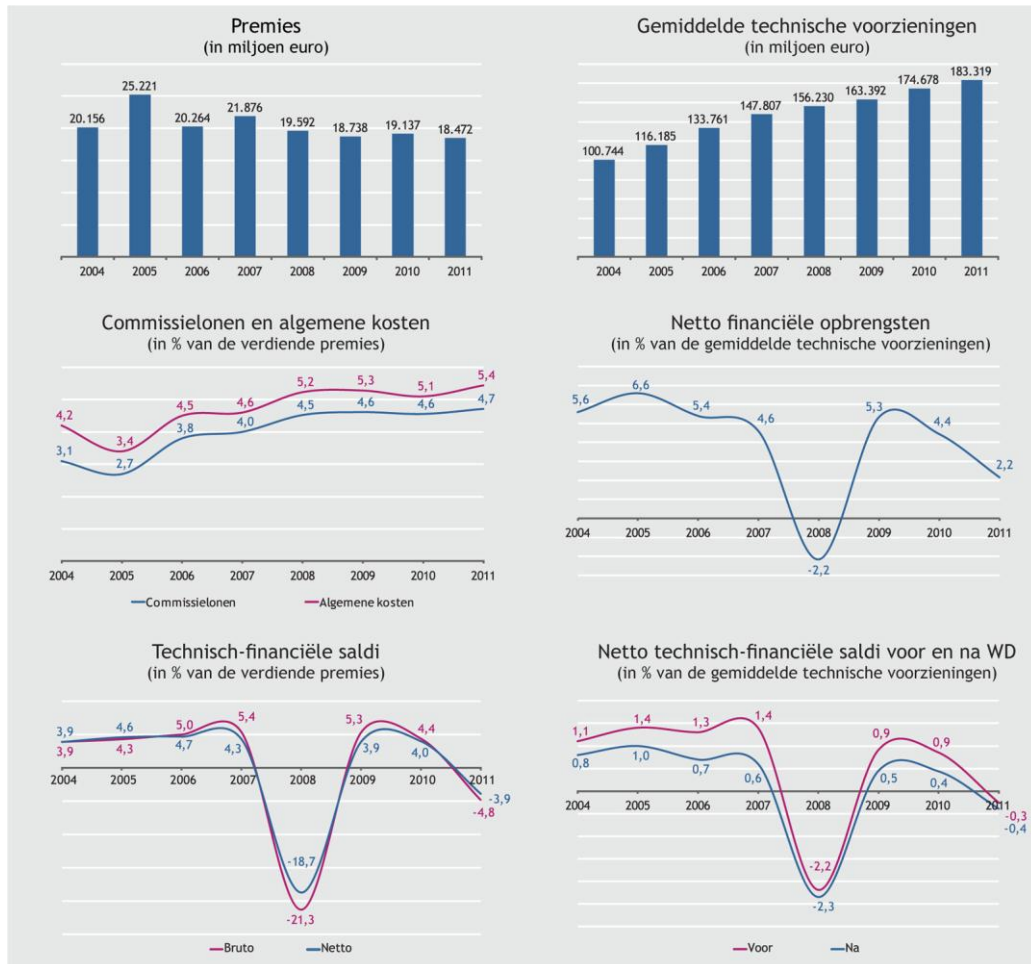 Premies
(in miljoen euro)
25.221
20.156
20.264
21.876
19.592
18.738
19.137
18.472
2004 2005 2006 2007 2008 2009 2010 2011
Gemiddelde technische voorzieningen
(in miljoen euro)
100.744
116.185
133.761
147.807
156.230
163.392
174.678
183.319
2004 2005 2006 2007 2008 2009 2010 2011
Commissielonen en algemene kosten
(in % van de verdiende premies)
4,2 3,4 4,5 4,6 5,2 5,3 5,1 5,4
3,1 2,7 3,8 4,0 4,5 4,6 4,6 4,7
2004 2005 2006 2007 2008 2009 2010 2011
Commissielonen Algemene kosten
Netto financiële opbrengsten
(in % van de gemiddelde technische voorzieningen)
5,6 6,6 5,4 4,6 -2,2 5,3 4,4 2,2
2004 2005 2006 2007 2008 2009 2010 2011
Technisch-financiële saldi
(in % van de verdiende premies)
3,9 4,6 5,0 5,4 5,3 4,4
3,9 4,3 4,7 4,3 3,9 4,0
2004 2005 2006 2007 2008 2009 2010 2011
-3,9
-4,8
-18,7
-21,3
Bruto Netto
Netto technisch-financiële saldi voor en na WD
(in % van de gemiddelde technische voorzieningen)
1,1 1,4 1,3 1,4 0,9 0,9
0,8 1,0 0,7 0,6 0,5 0,4
2004 2005 2006 2007 2008 2009 2010 2011
-0,3
-0,4
-2,2
-2,3
Voor Na